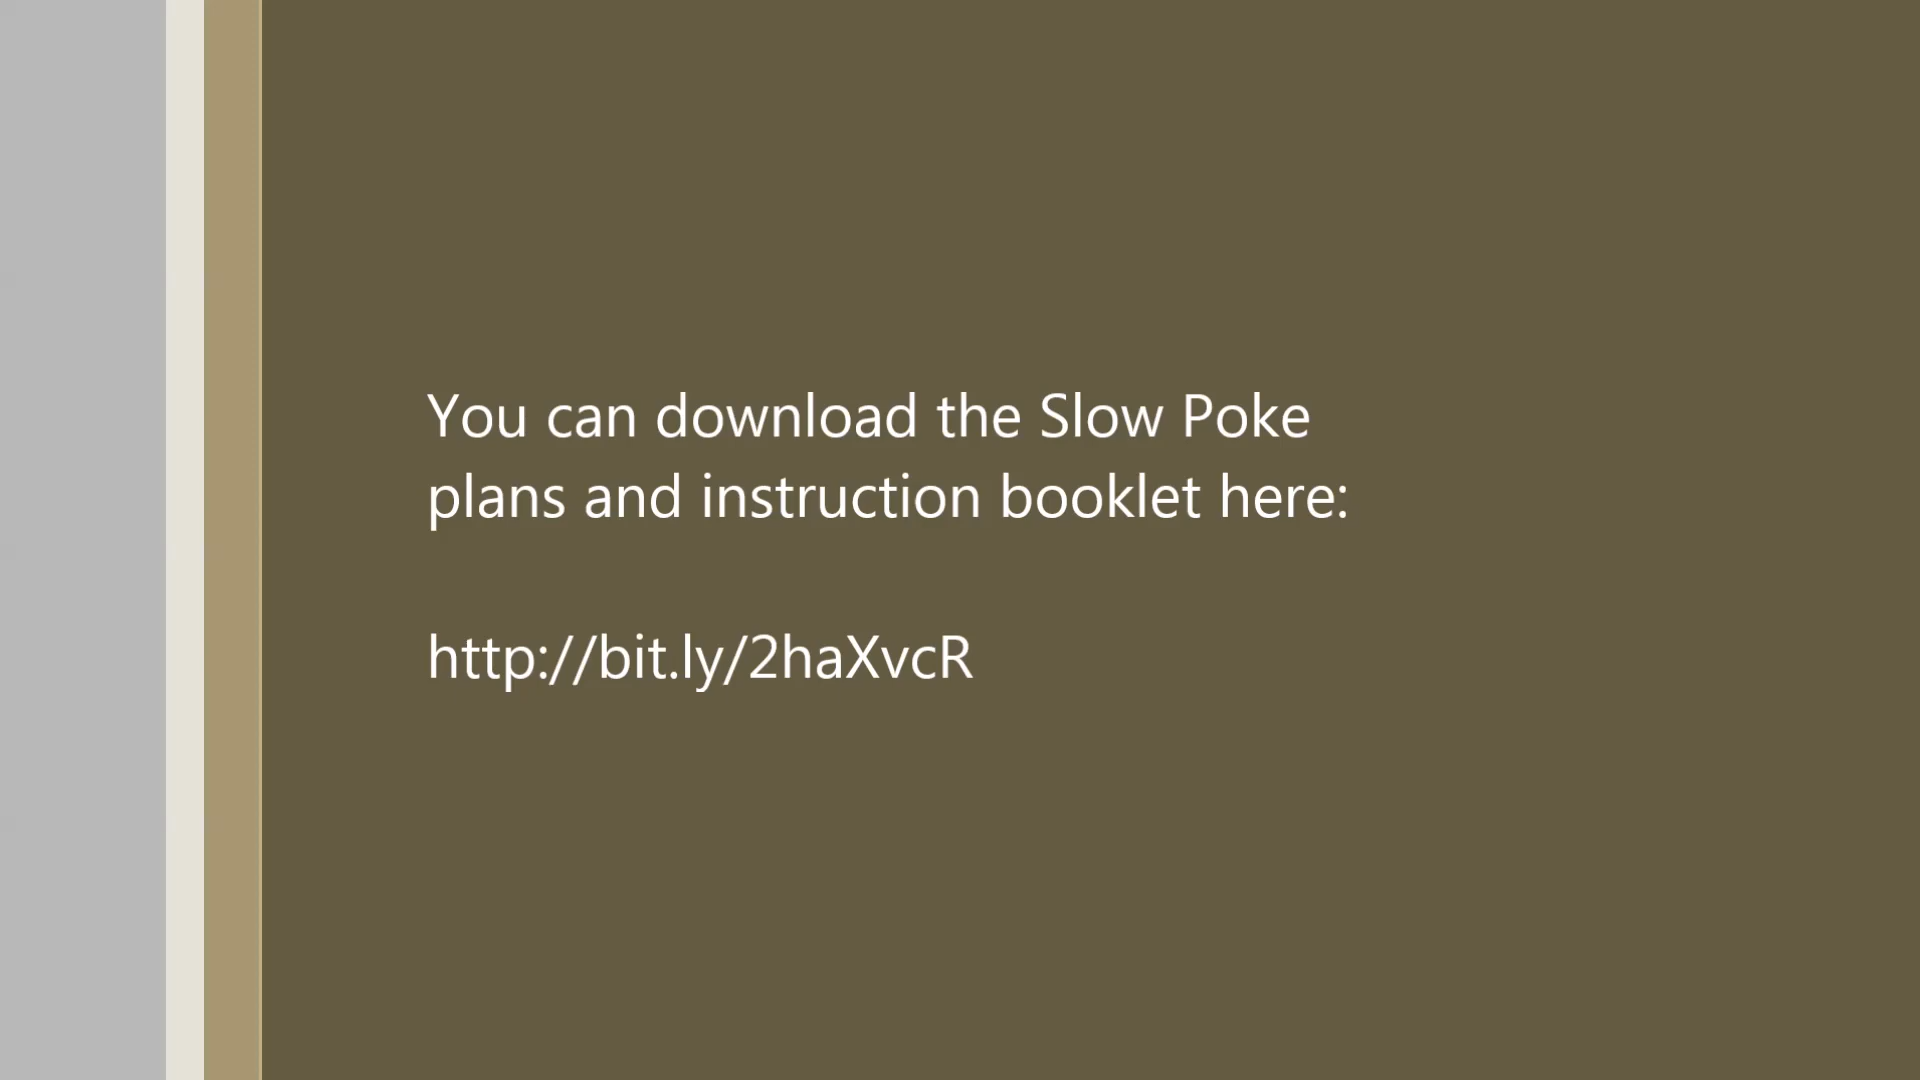 You can download the Slow Poke
plans and instruction booklet here:
http://bit.ly/2haXvcR